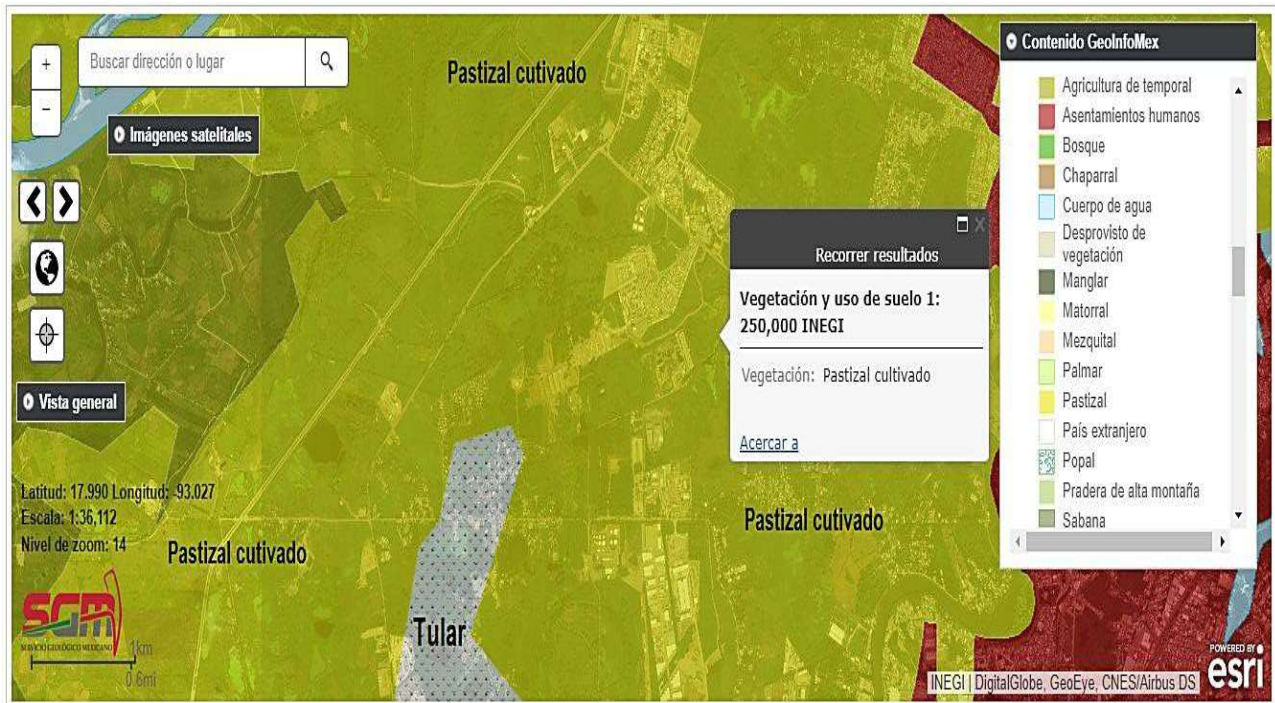 +
Buscar dirección o lugar
−
Imágenes satelitales
Vista general
Latitud: 17.990 Longitud: -93.027
Escala: 1:36,112
Nivel de zoom: 14
SGM
SERVICIO GEOLÓGICO MEXICANO
1km
0.6mi
Pastizal cutivado
Pastizal cutivado
Tular
Pastizal cutivado
Recorrer resultados
Vegetación y uso de suelo 1:
250,000 INEGI
Vegetación: Pastizal cultivado
Acercar a
Contenido GeoInfoMex
Agricultura de temporal
Asentamientos humanos
Bosque
Chaparral
Cuerpo de agua
Desprovisto de
vegetación
Manglar
Matorral
Mezquital
Palmar
Pastizal
País extranjero
Popal
Pradera de alta montaña
Sabana
INEGI | DigitalGlobe, GeoEye, CNES/Airbus DS
POWERED BY
esri